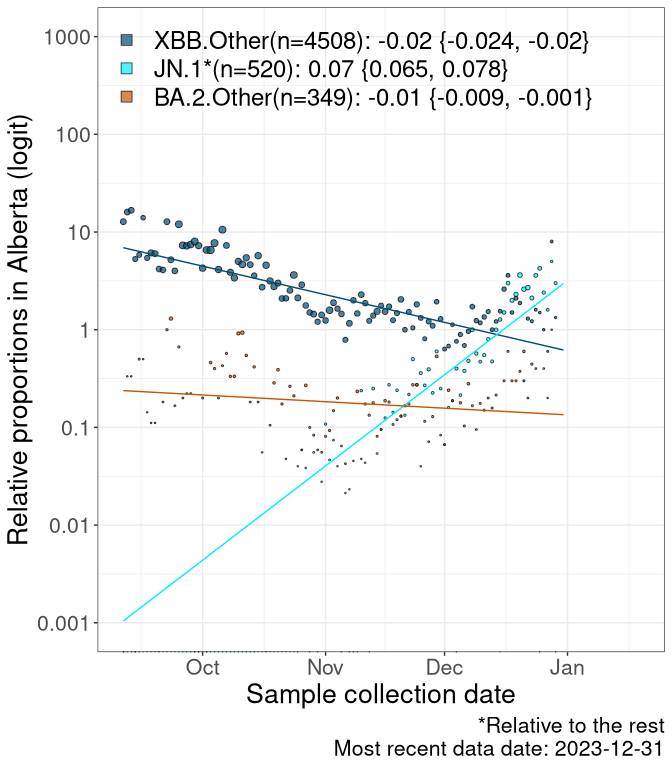 1000
100
10
1
0.1
0.01
0.001
Relative proportions in Alberta (logit)
XBB.Other(n=4508): -0.02 {-0.024, -0.02}
JN.1*(n=520): 0.07 {0.065, 0.078}
BA.2.Other(n=349): -0.01 {-0.009, -0.001}
Oct Nov Dec Jan
Sample collection date
*Relative to the rest
Most recent data date: 2023-12-31